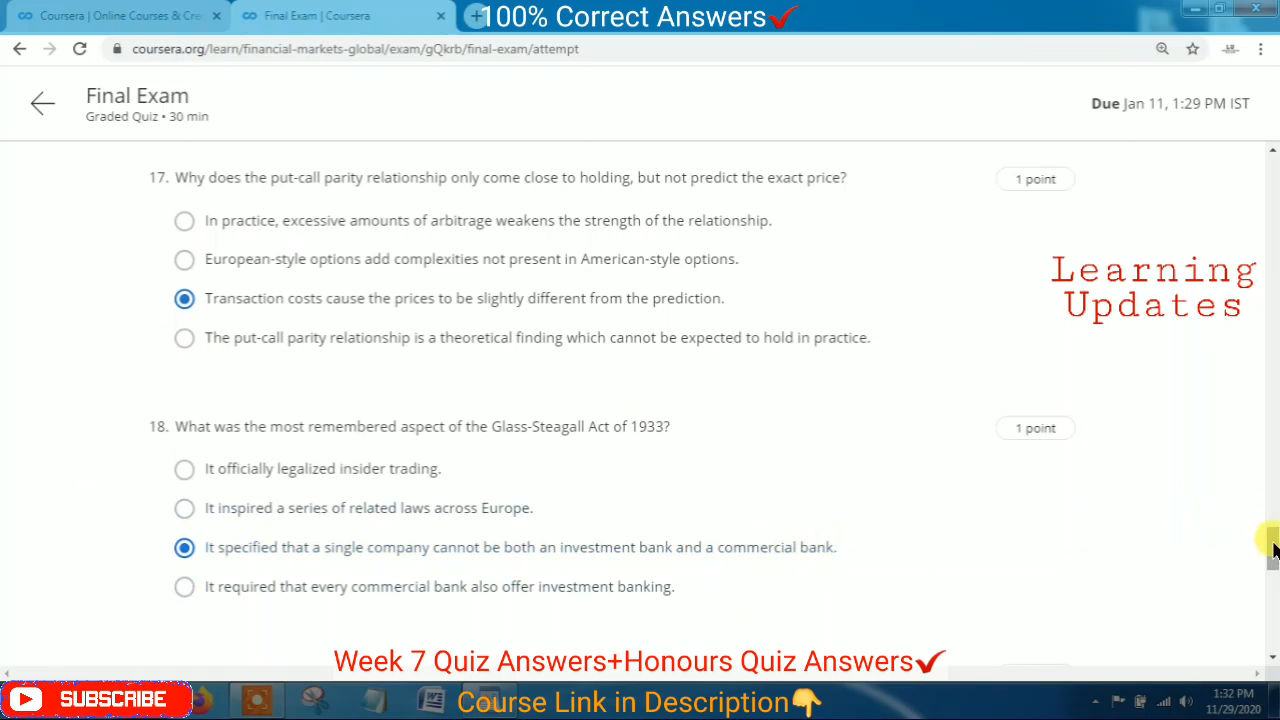 Coursera | Online Courses & Cre
Final Exam | Coursera
100% Correct Answers
coursera.org/learn/financial-markets-global/exam/gQkrb/final-exam/attempt
Final Exam
Graded Quiz • 30 min
Due Jan 11, 1:29 PM IST
17. Why does the put-call parity relationship only come close to holding, but not predict the exact price?
1 point
In practice, excessive amounts of arbitrage weakens the strength of the relationship.
European-style options add complexities not present in American-style options.
Transaction costs cause the prices to be slightly different from the prediction.
The put-call parity relationship is a theoretical finding which cannot be expected to hold in practice.
Learning
Updates
18. What was the most remembered aspect of the Glass-Steagall Act of 1933?
1 point
It officially legalized insider trading.
It inspired a series of related laws across Europe.
It specified that a single company cannot be both an investment bank and a commercial bank.
It required that every commercial bank also offer investment banking.
Week 7 Quiz Answers+Honours Quiz Answers
SUBSCRIBE
Course Link in Description
1:32 PM
11/29/2020